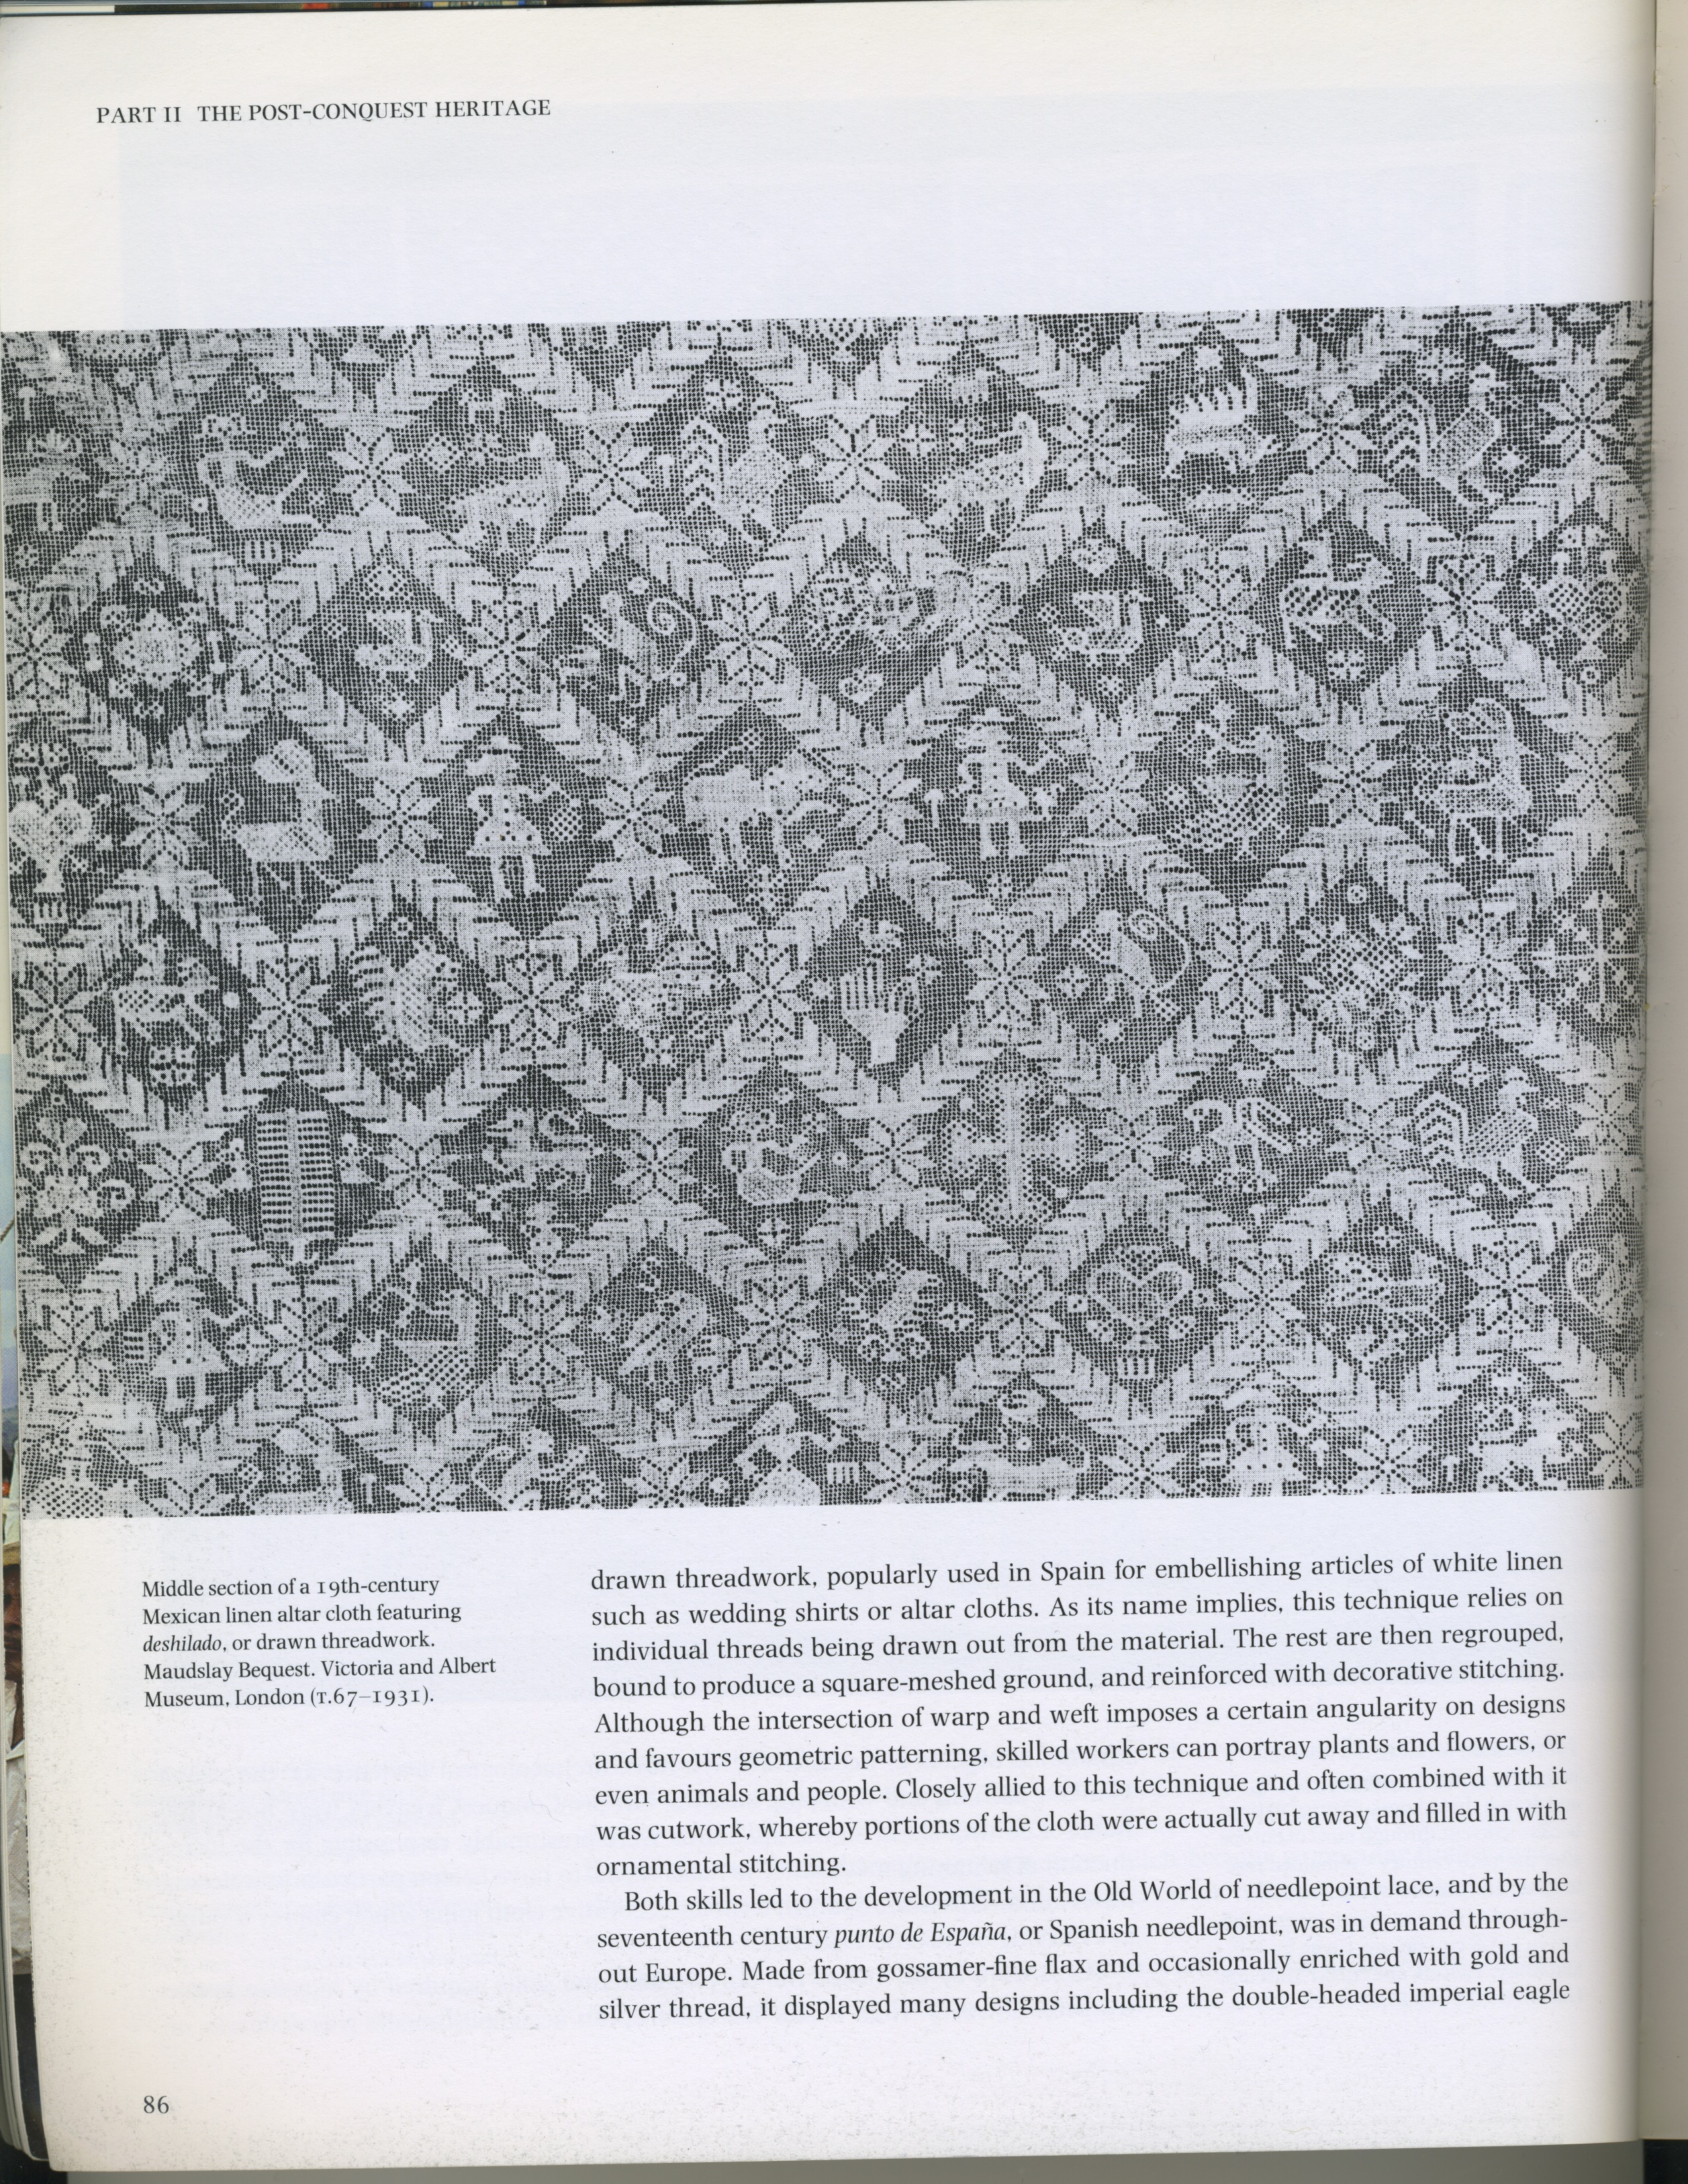 PART II THE POST-CONQUEST HERITAGE
Middle section of a 19th-century
Mexican linen altar cloth featuring
deshilado, or drawn threadwork.
Maudslay Bequest. Victoria and Albert
Museum, London (T.67–1931).
drawn threadwork, popularly used in Spain for embellishing articles of white linen
such as wedding shirts or altar cloths. As its name implies, this technique relies on
individual threads being drawn out from the material. The rest are then regrouped,
bound to produce a square-meshed ground, and reinforced with decorative stitching.
Although the intersection of warp and weft imposes a certain angularity on designs
and favours geometric patterning, skilled workers can portray plants and flowers, or
even animals and people. Closely allied to this technique and often combined with it
was cutwork, whereby portions of the cloth were actually cut away and filled in with
ornamental stitching.
Both skills led to the development in the Old World of needlepoint lace, and by the
seventeenth century punto de España, or Spanish needlepoint, was in demand through-
out Europe. Made from gossamer-fine flax and occasionally enriched with gold and
silver thread, it displayed many designs including the double-headed imperial eagle
86